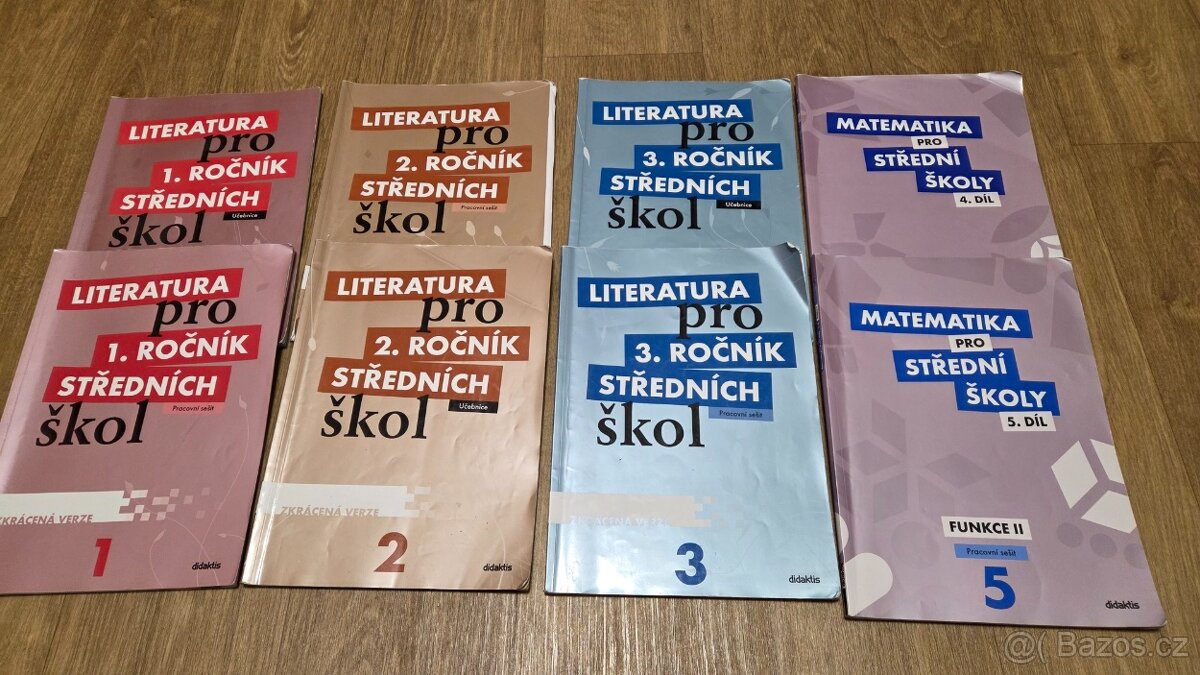 LITERATURA
pro
1. ROČNÍK
STŘEDNÍCH
Učebnice
škol
LITERATURA
pro
2. ROČNÍK
STŘEDNÍCH
Pracovní sešit
škol
LITERATURA
pro
3. ROČNÍK
STŘEDNÍCH
Učebnice
škol
MATEMATIKA
PRO
STŘEDNÍ
ŠKOLY
4. DÍL
LITERATURA
pro
1. ROČNÍK
STŘEDNÍCH
Pracovní sešit
škol
ZKRÁCENÁ VERZE
1
didaktis
LITERATURA
pro
2. ROČNÍK
STŘEDNÍCH
Učebnice
škol
ZKRÁCENÁ VERZE
2
didaktis
LITERATURA
pro
3. ROČNÍK
STŘEDNÍCH
Pracovní sešit
škol
ZKRÁCENÁ VERZE
3
didaktis
MATEMATIKA
PRO
STŘEDNÍ
ŠKOLY
5. DÍL
FUNKCE II
Pracovní sešit
5
didaktis
@( Bazos.cz